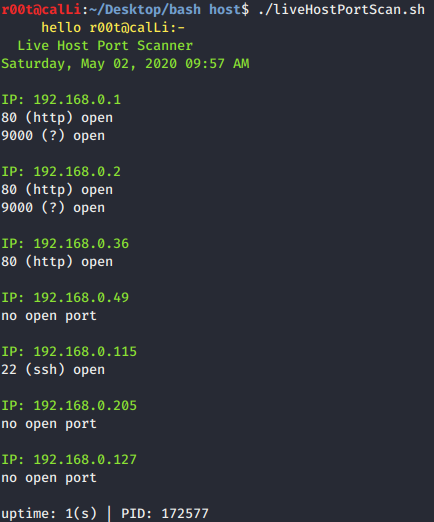 r00t@calLi:~/Desktop/bash host$ ./liveHostPortScan.sh
hello r00t@calLi:~
Live Host Port Scanner
Saturday, May 02, 2020 09:57 AM
IP: 192.168.0.1
80 (http) open
9000 (?) open
IP: 192.168.0.2
80 (http) open
9000 (?) open
IP: 192.168.0.36
80 (http) open
IP: 192.168.0.49
no open port
IP: 192.168.0.115
22 (ssh) open
IP: 192.168.0.205
no open port
IP: 192.168.0.127
no open port
uptime: 1(s) | PID: 172577